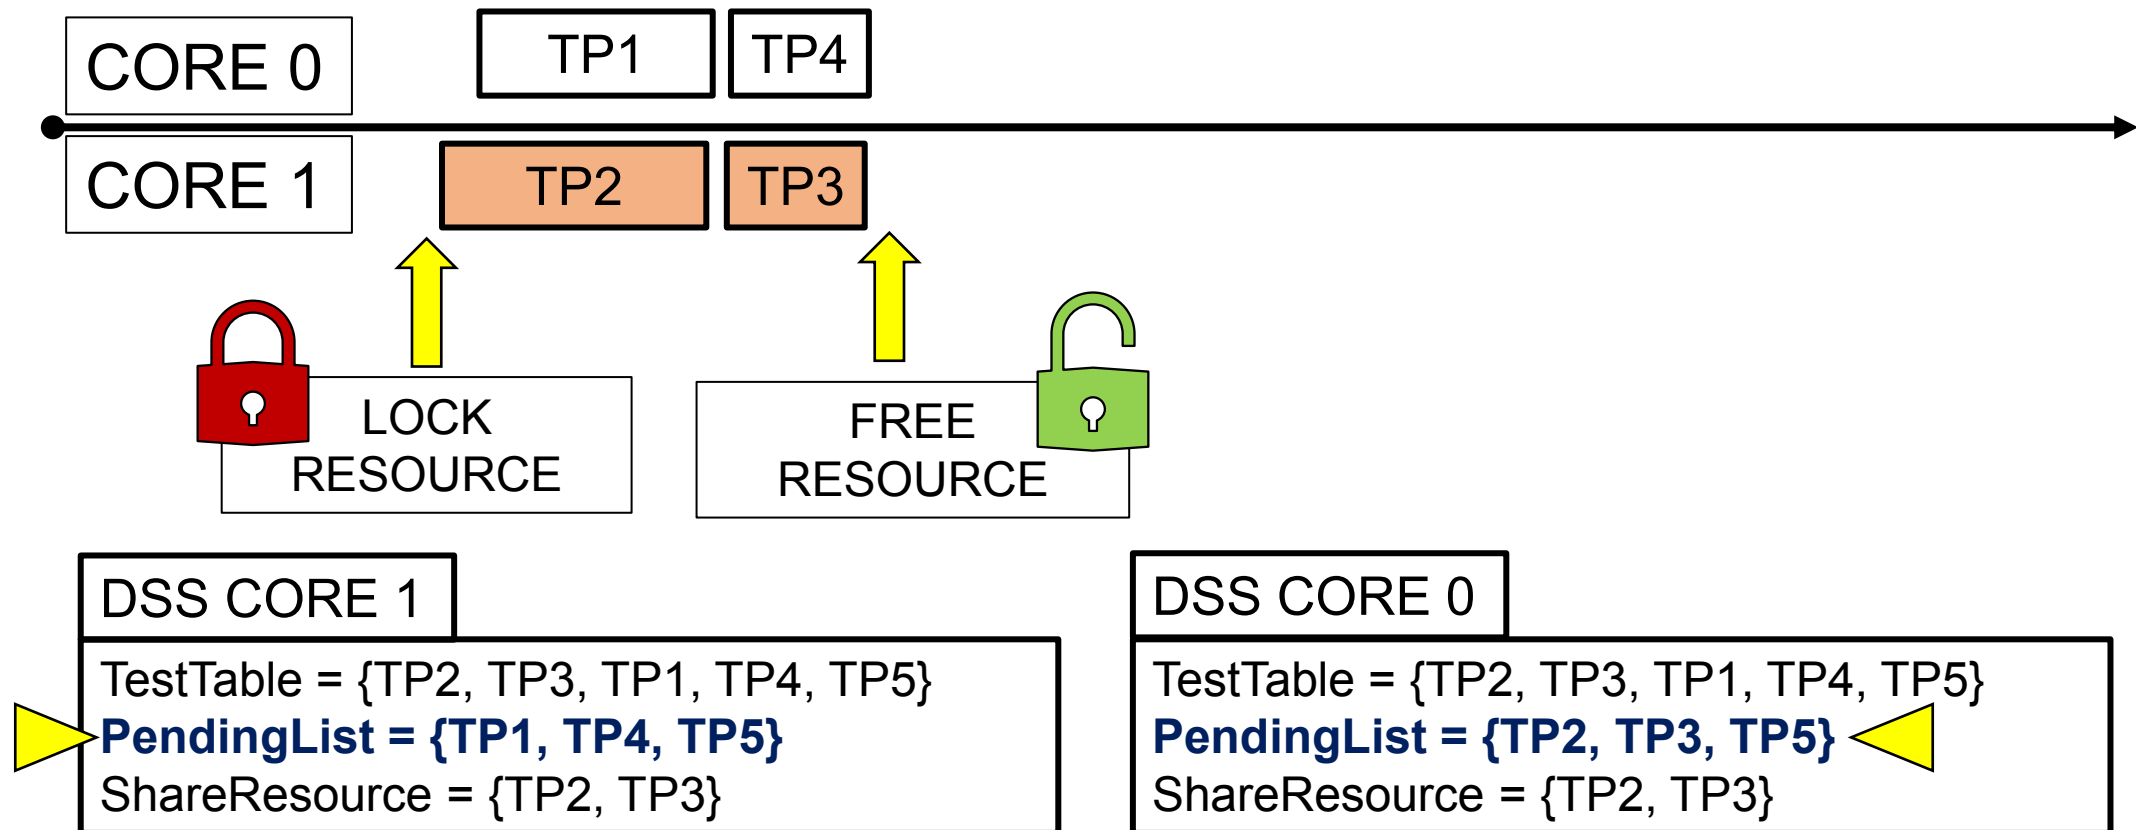 CORE 0
TP1
TP4
CORE 1
TP2
TP3
LOCK
RESOURCE
FREE
RESOURCE
DSS CORE 1
TestTable = {TP2, TP3, TP1, TP4, TP5}
PendingList = {TP1, TP4, TP5}
ShareResource = {TP2, TP3}
DSS CORE 0
TestTable = {TP2, TP3, TP1, TP4, TP5}
PendingList = {TP2, TP3, TP5}
ShareResource = {TP2, TP3}